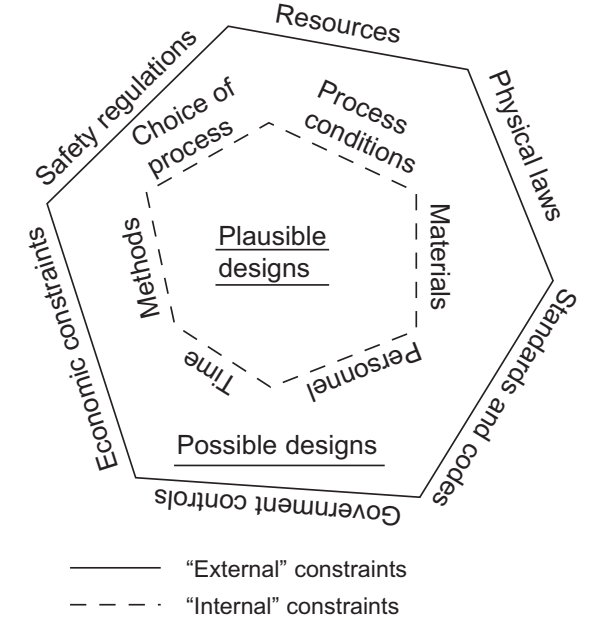 Resources
Safety regulations
Physical laws
Choice of
process
Process
conditions
Methods
Plausible
designs
Materials
Economic constraints
Time
Personnel
Standards and codes
Possible designs
Government controls
“External” constraints
“Internal” constraints